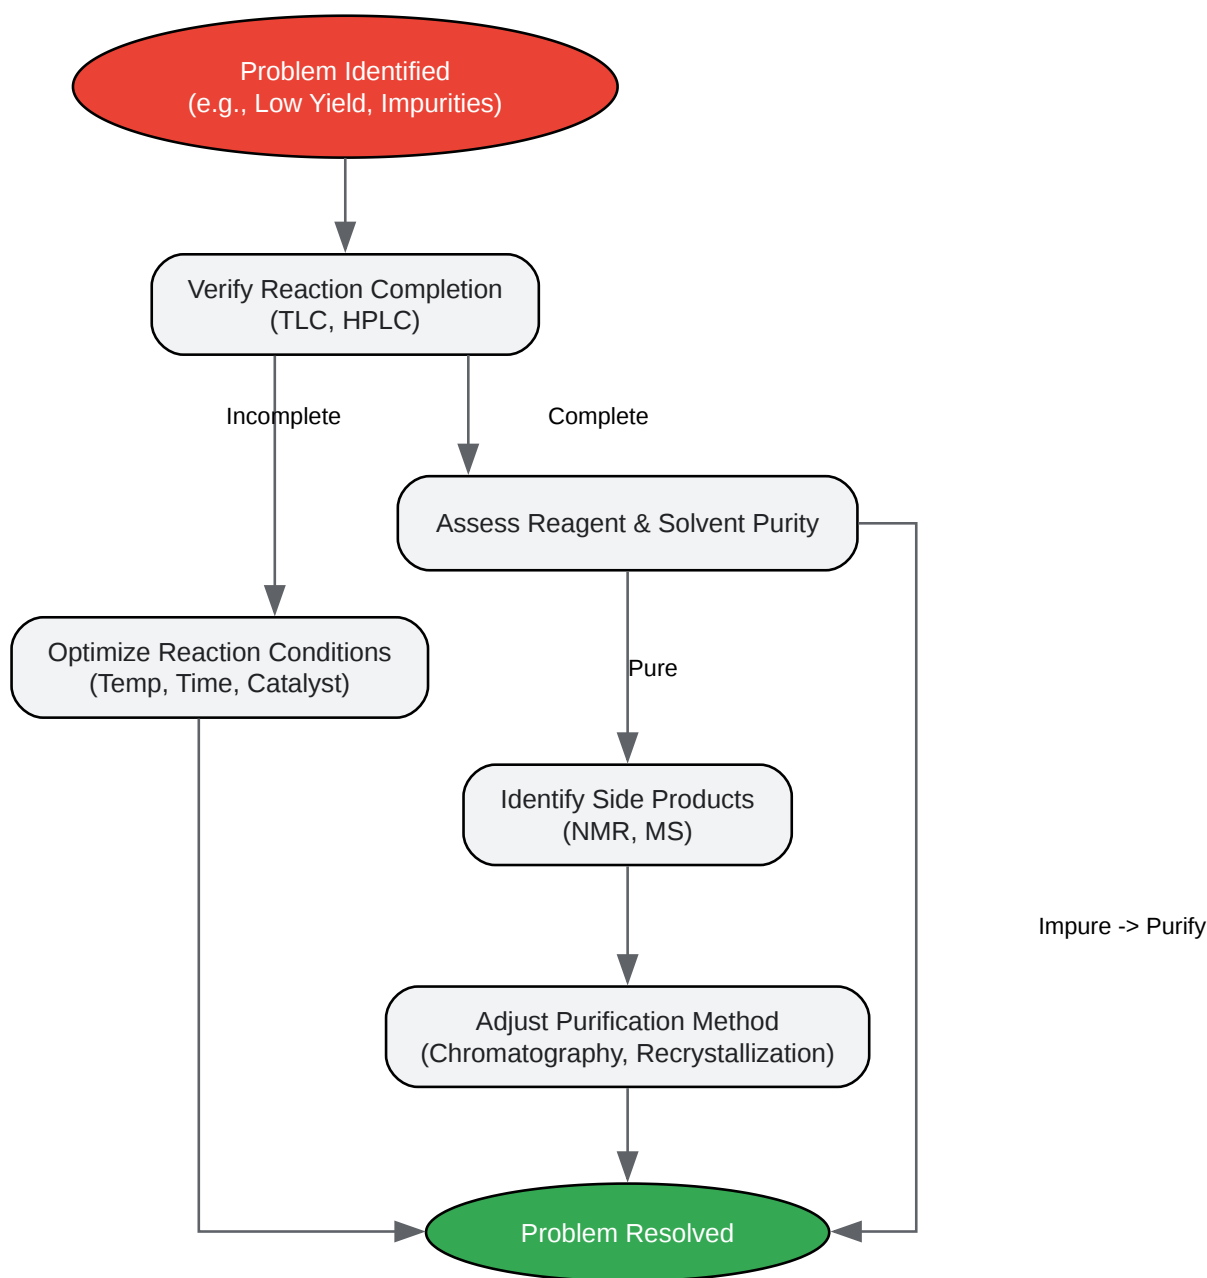 Problem Identified
(e.g., Low Yield, Impurities)
Verify Reaction Completion
(TLC, HPLC)
Incomplete
Complete
Assess Reagent & Solvent Purity
Optimize Reaction Conditions
(Temp, Time, Catalyst)
Pure
Identify Side Products
(NMR, MS)
Impure -> Purify
Adjust Purification Method
(Chromatography, Recrystallization)
Problem Resolved